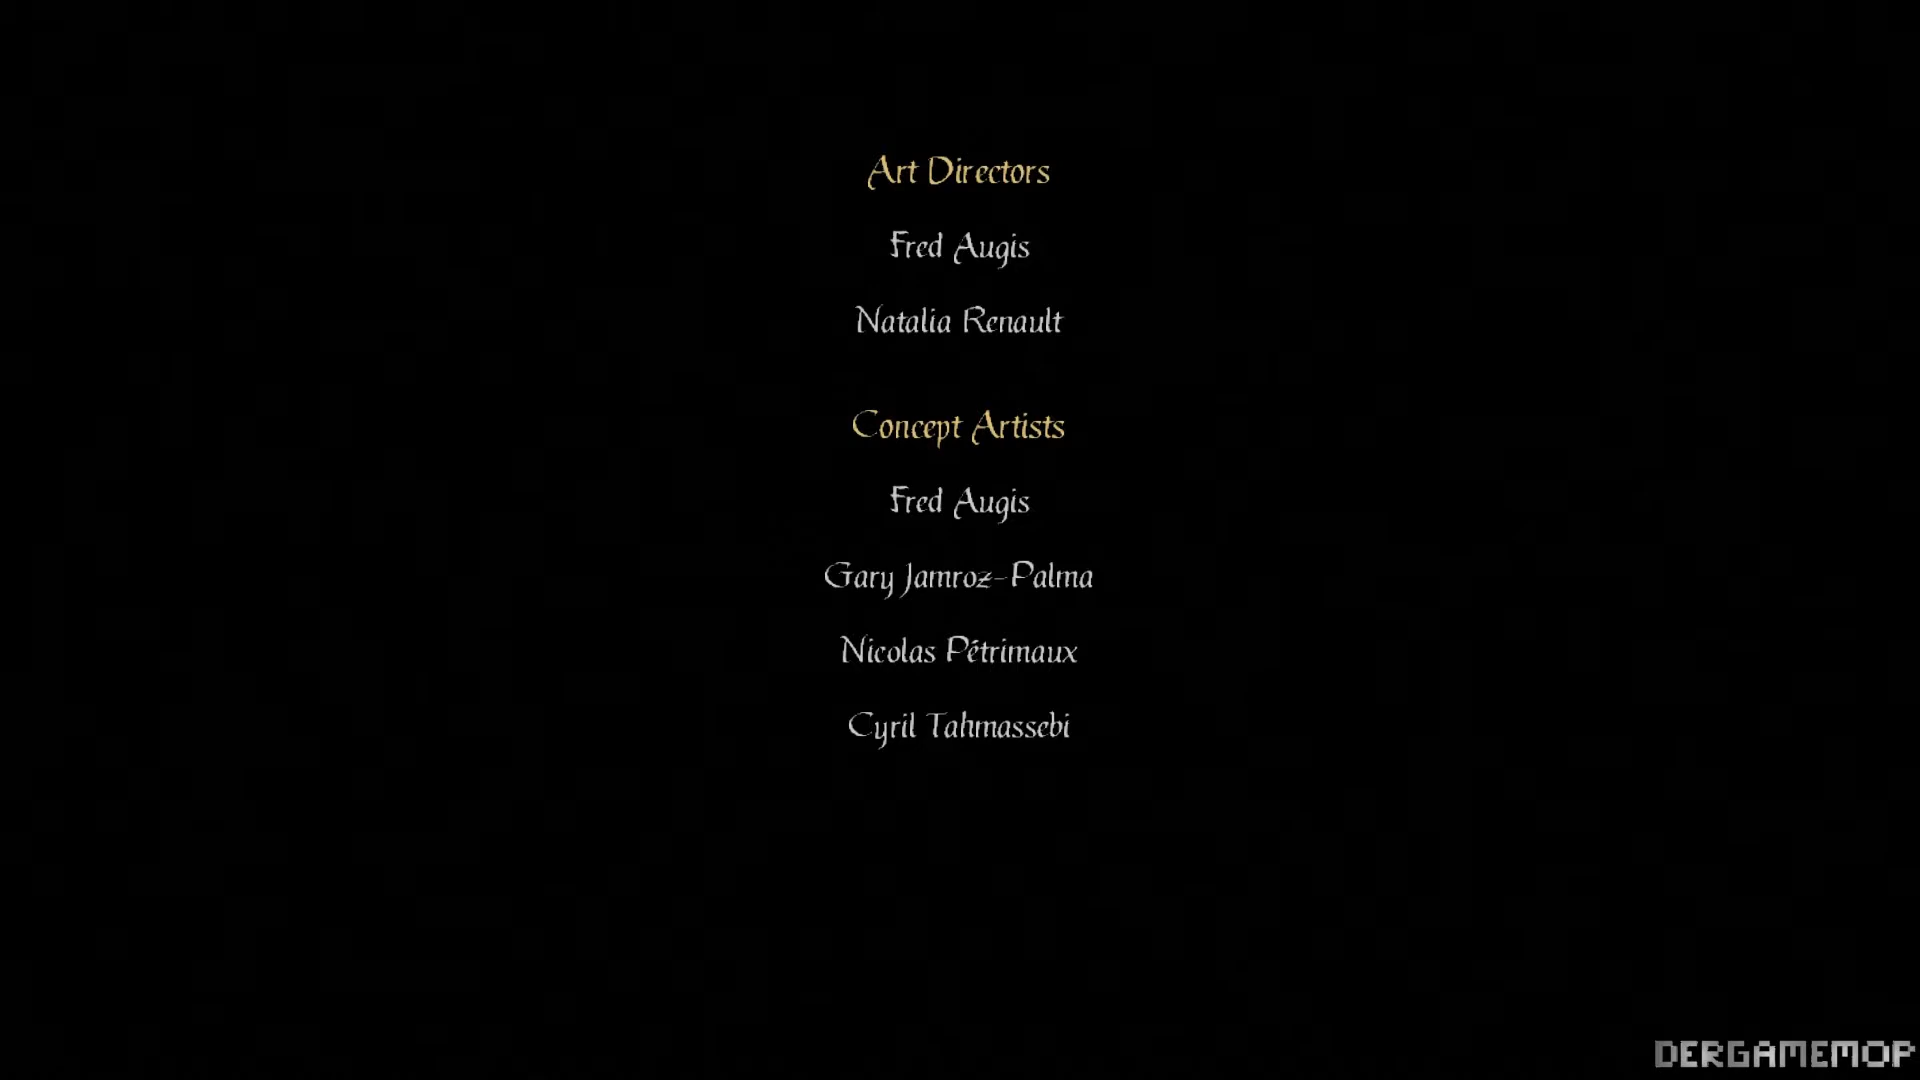 Art Directors
Fred Augis
Natalia Renault
Concept Artists
Fred Augis
Gary Jamroz-Palma
Nicolas Pétrimaux
Cyril Tahmassebi
DERGAMEMOP